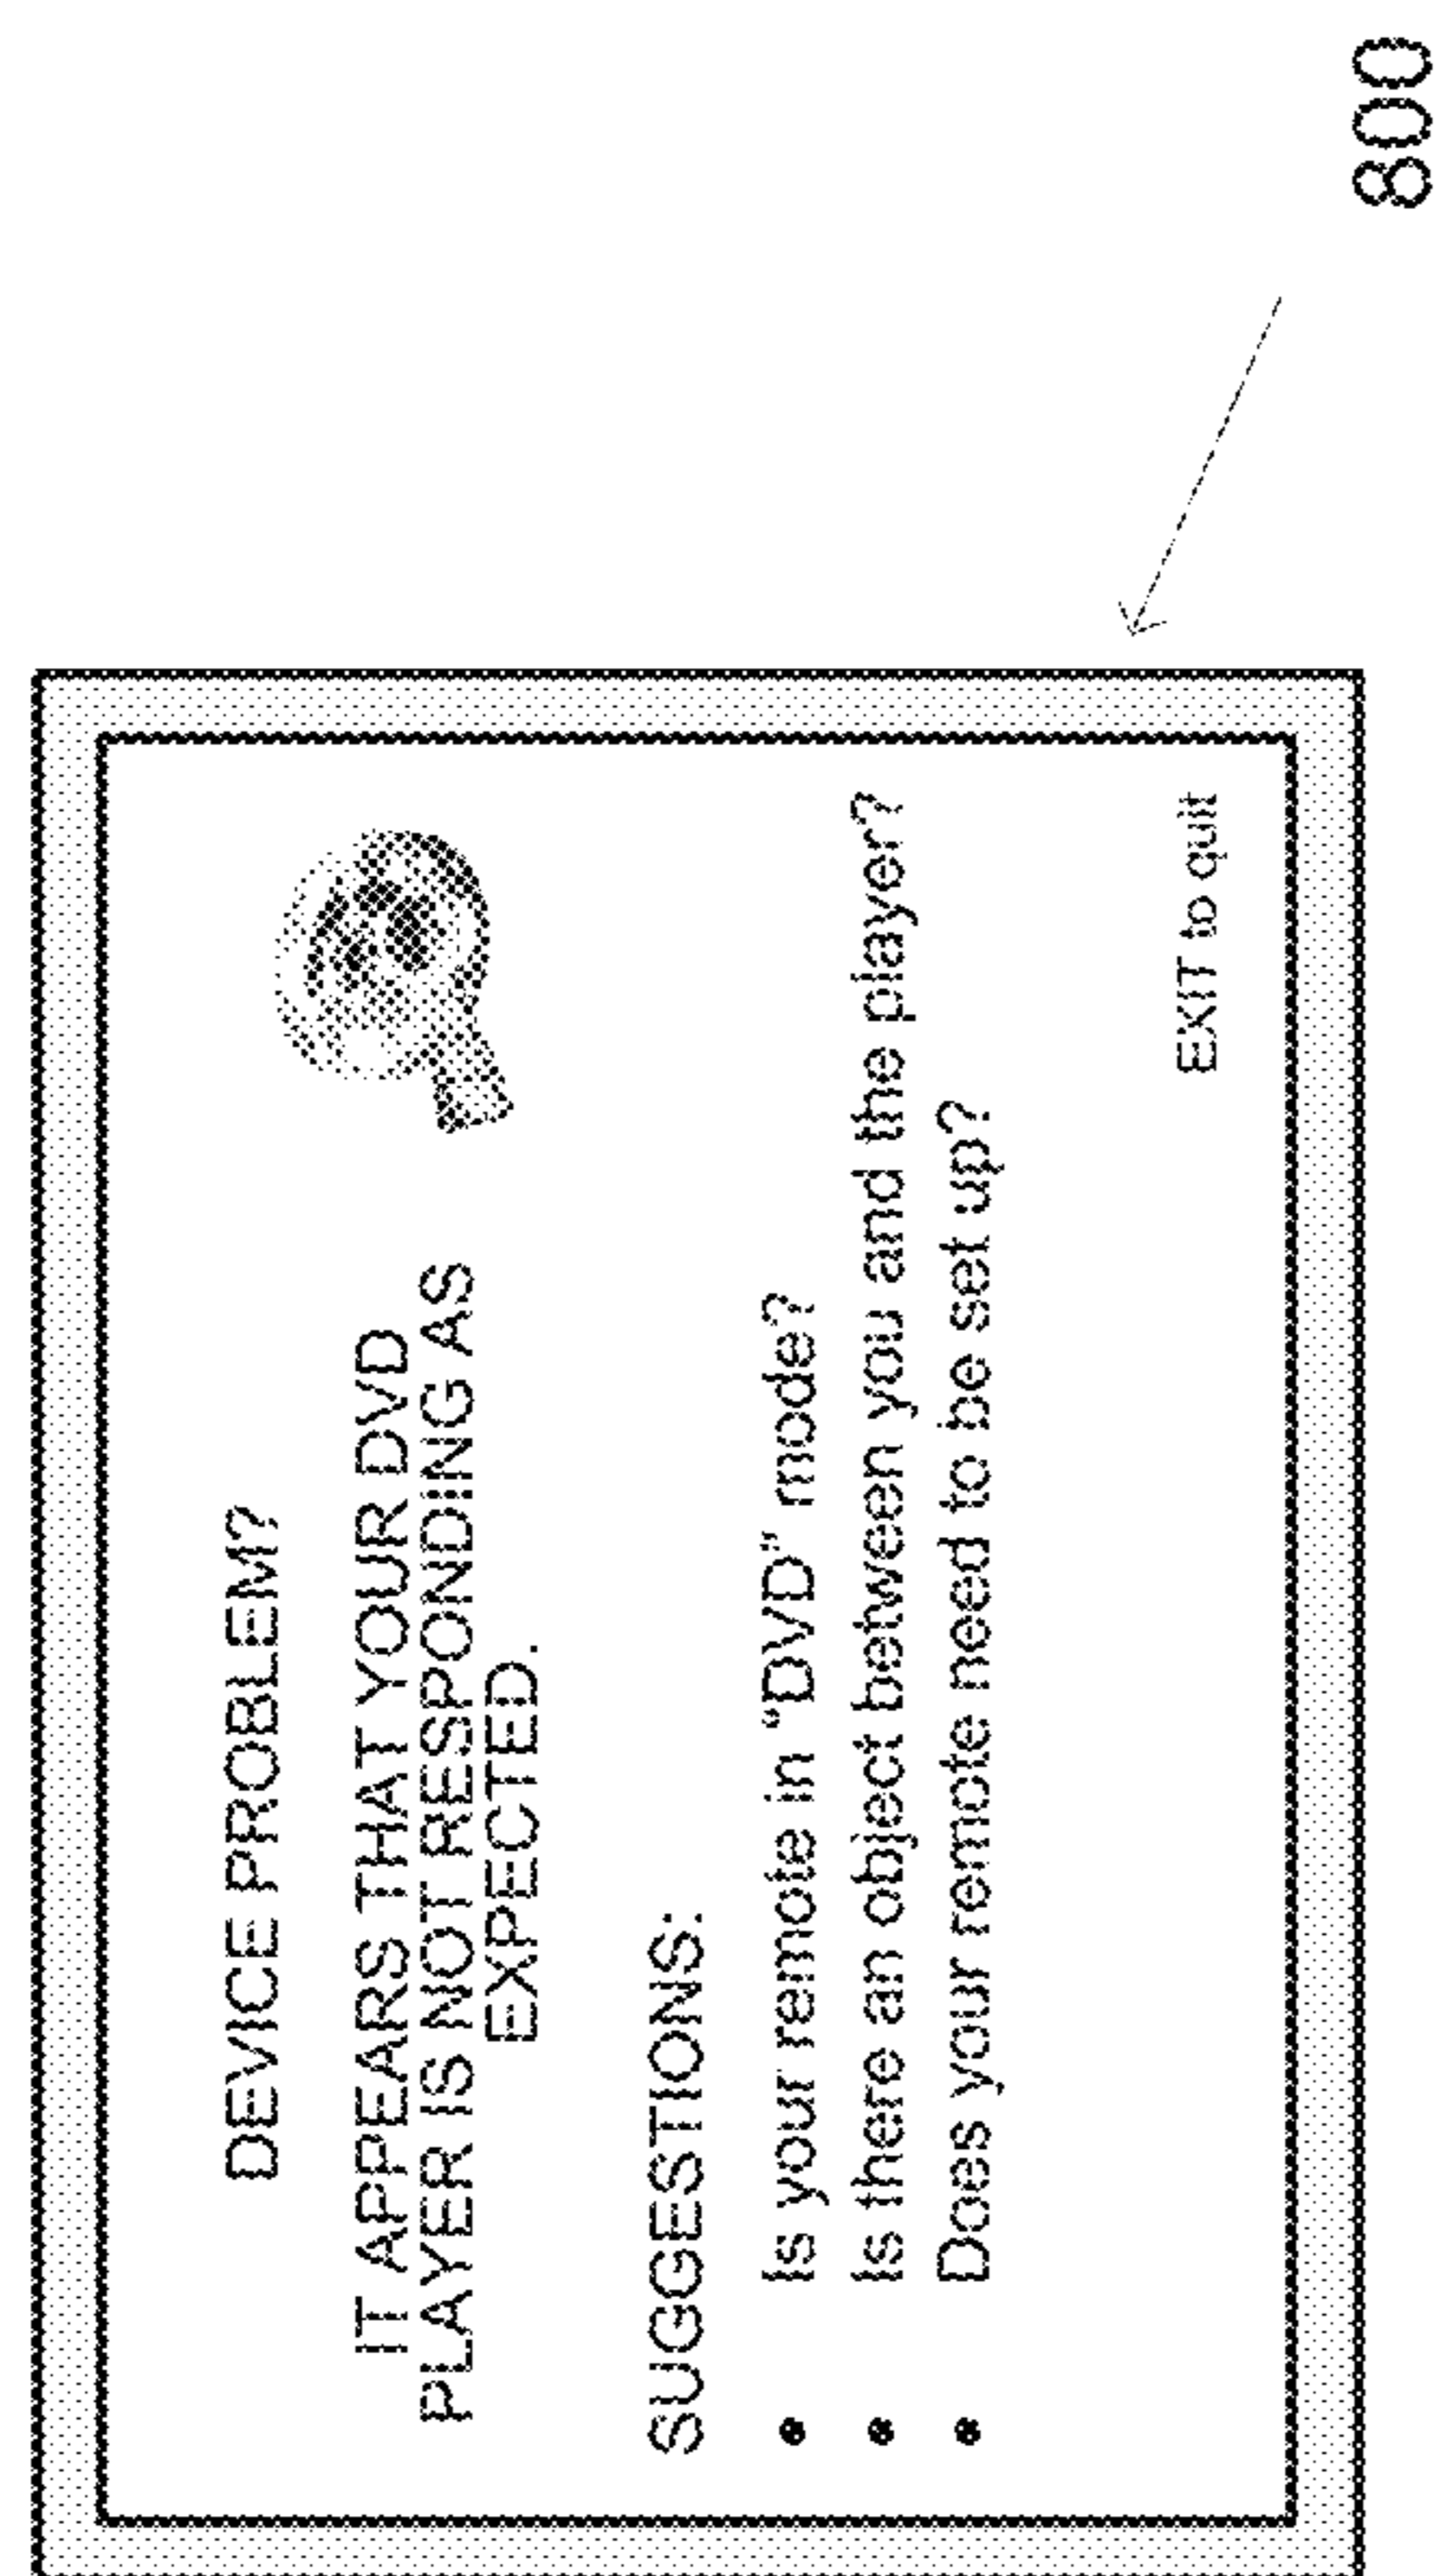 DEVICE PROBLEM?
IT APPEARS THAT YOUR DVD
PLAYER IS NOT RESPONDING AS
EXPECTED.
SUGGESTIONS:
• Is your remote in “DVD” mode?
• Is there an object between you and the player?
• Does your remote need to be set up?
EXIT to quit
800